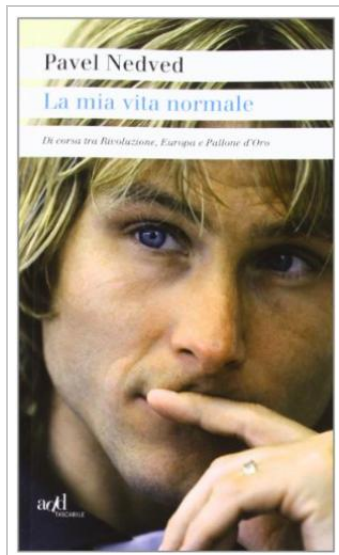 Pavel Nedved
La mia vita normale
Di corsa tra Rivoluzione, Europa e Pallone d'Oro
add
TASCABILE